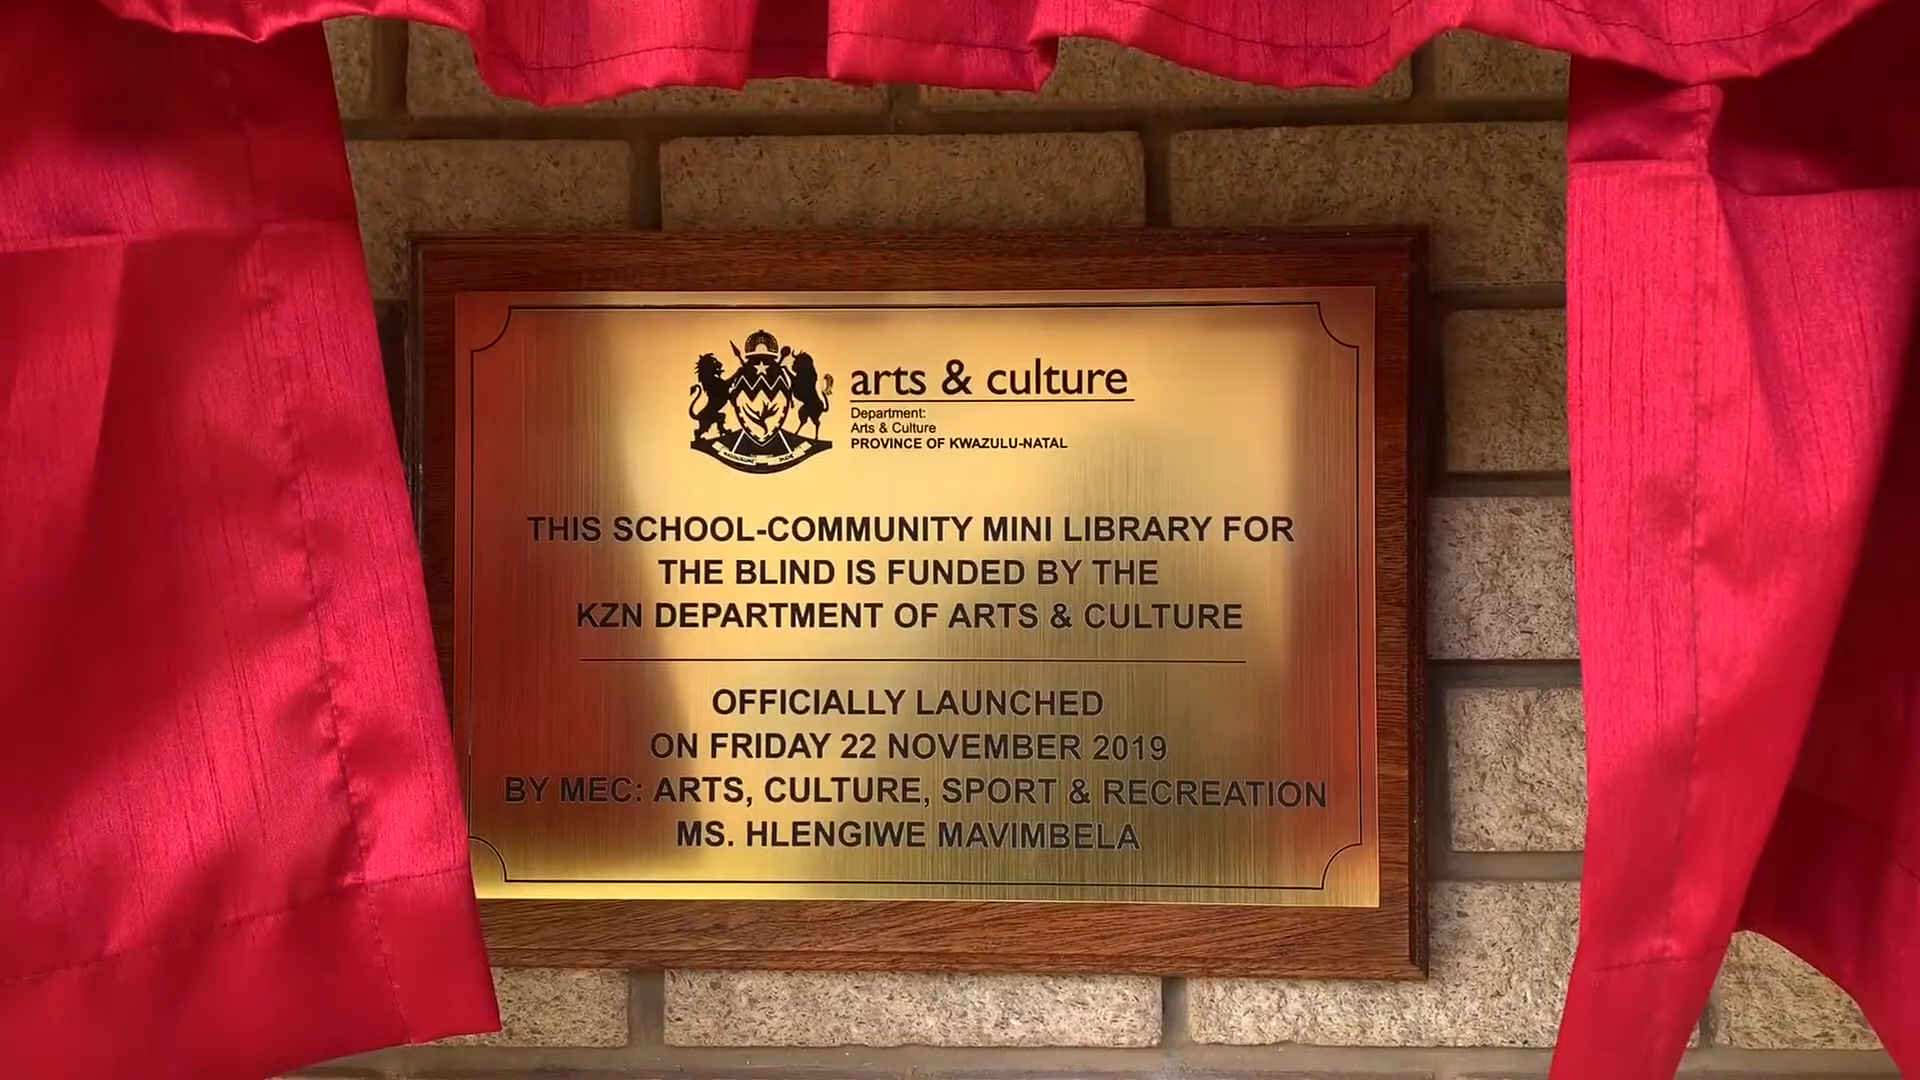 arts & culture
Department:
Arts & Culture
PROVINCE OF KWAZULU-NATAL
THIS SCHOOL-COMMUNITY MINI LIBRARY FOR
THE BLIND IS FUNDED BY THE
KZN DEPARTMENT OF ARTS & CULTURE
OFFICIALLY LAUNCHED
ON FRIDAY 22 NOVEMBER 2019
BY MEC: ARTS, CULTURE, SPORT & RECREATION
MS. HLENGIWE MAVIMBELA